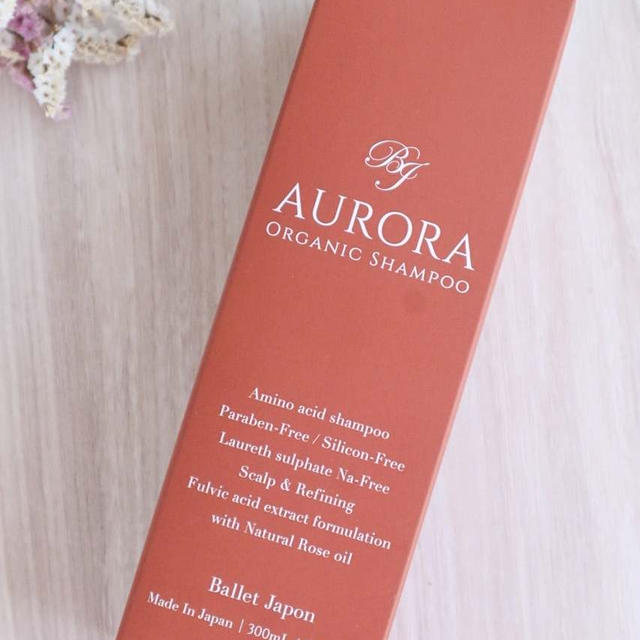 BJ
AURORA
ORGANIC SHAMPOO
Amino acid shampoo
Paraben-Free / Silicon-Free
Laureth sulphate Na-Free
Scalp & Refining
Fulvic acid extract formulation
with Natural Rose oil
Ballet Japon
Made In Japan | 300mL